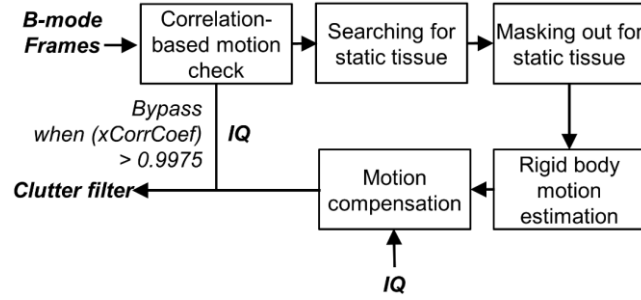 B-mode
Frames
Correlation-
based motion
check
Searching for
static tissue
Masking out for
static tissue
Bypass
when (xCorrCoef)
> 0.9975
IQ
Clutter filter
Motion
compensation
Rigid body
motion
estimation
IQ